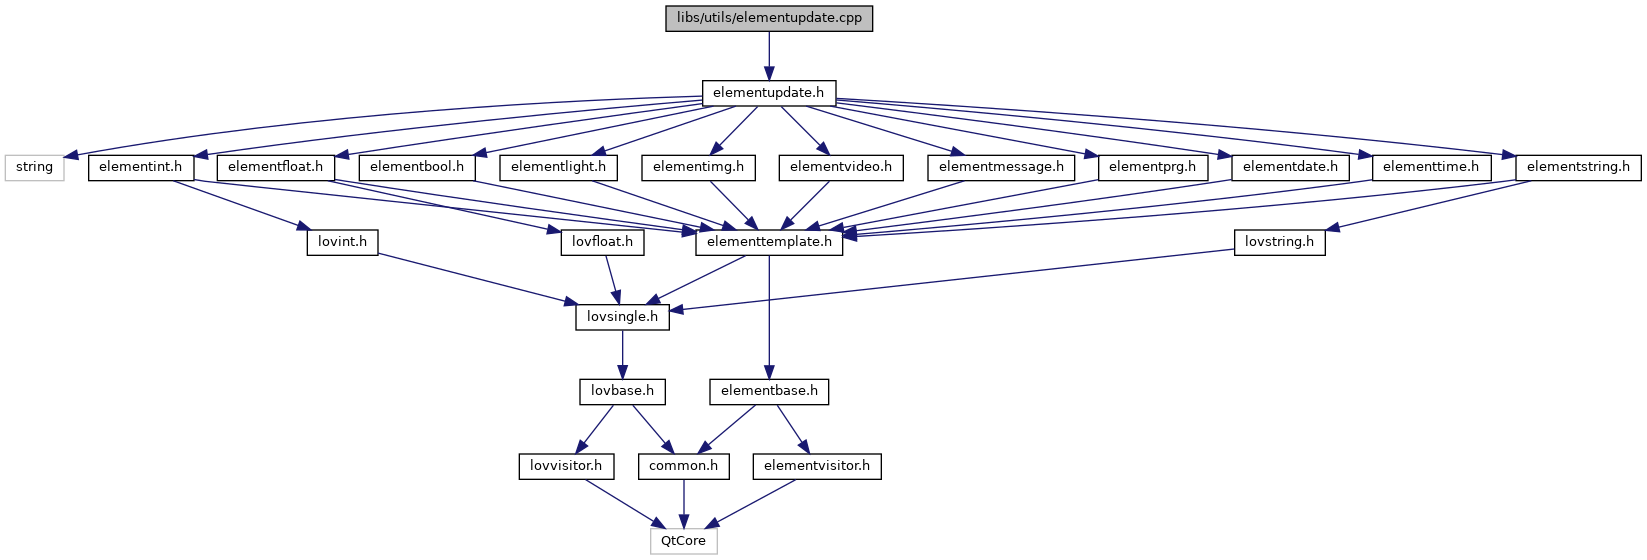 libs/utils/elementupdate.cpp
elementupdate.h
string
elementint.h
elementfloat.h
elementbool.h
elementlight.h
elementimg.h
elementvideo.h
elementmessage.h
elementprg.h
elementdate.h
elementtime.h
elementstring.h
lovint.h
lovfloat.h
elementtemplate.h
lovstring.h
lovsingle.h
lovbase.h
elementbase.h
lovvisitor.h
common.h
elementvisitor.h
QtCore